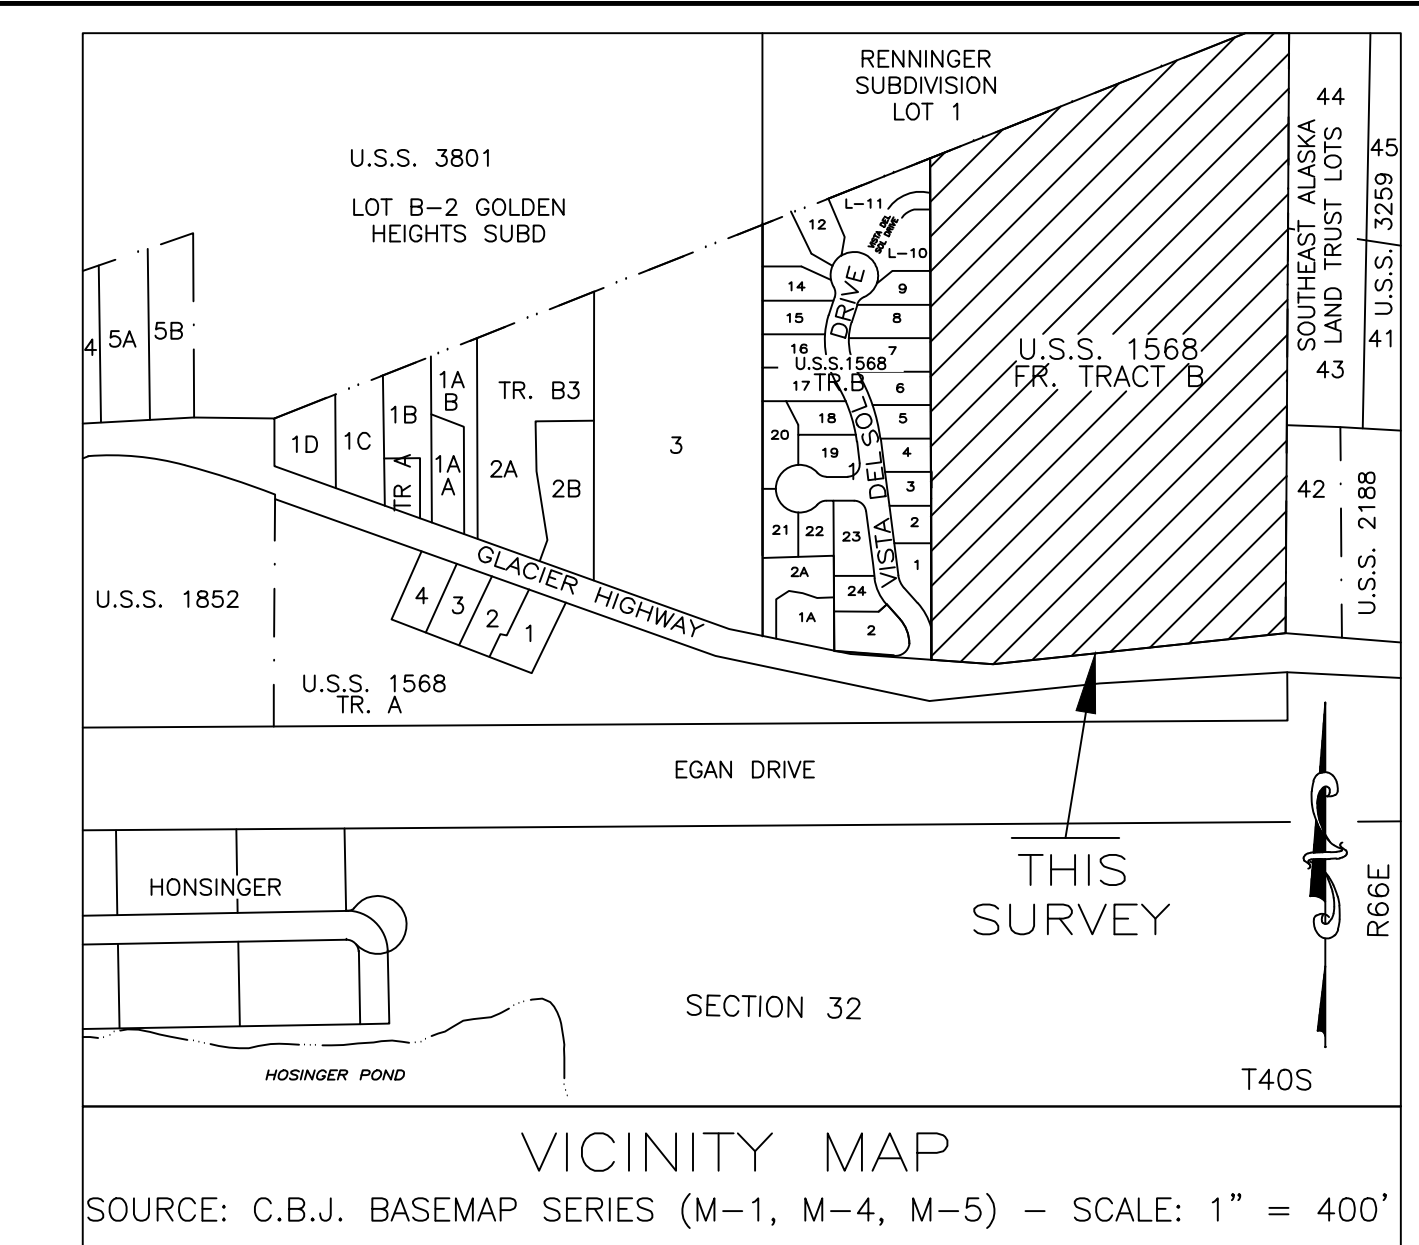 RENNINGER
SUBDIVISION
LOT 1
U.S.S. 3801
LOT B-2 GOLDEN
HEIGHTS SUBD
44
SOUTHEAST ALASKA
LAND TRUST LOTS
43
45
U.S.S. 3259
41
4
5A
5B
1D
1C
1B
TR A
1A
B
1A
A
2A
TR. B3
2B
3
12
L-11
VISTA DEL
SOL DRIVE
L-10
14
9
15
8
16
7
U.S.S.1568
TR.B
17
6
18
5
20
19
1
4
3
21
22
23
2
2A
24
1
1A
2
VISTA DELSOL DRIVE
U.S.S. 1568
FR. TRACT B
42
U.S.S. 2188
GLACIER HIGHWAY
U.S.S. 1852
4
3
2
1
U.S.S. 1568
TR. A
EGAN DRIVE
THIS
SURVEY
HONSINGER
R66E
SECTION 32
HOSINGER POND
T40S
VICINITY MAP
SOURCE: C.B.J. BASEMAP SERIES (M-1, M-4, M-5) - SCALE: 1" = 400'